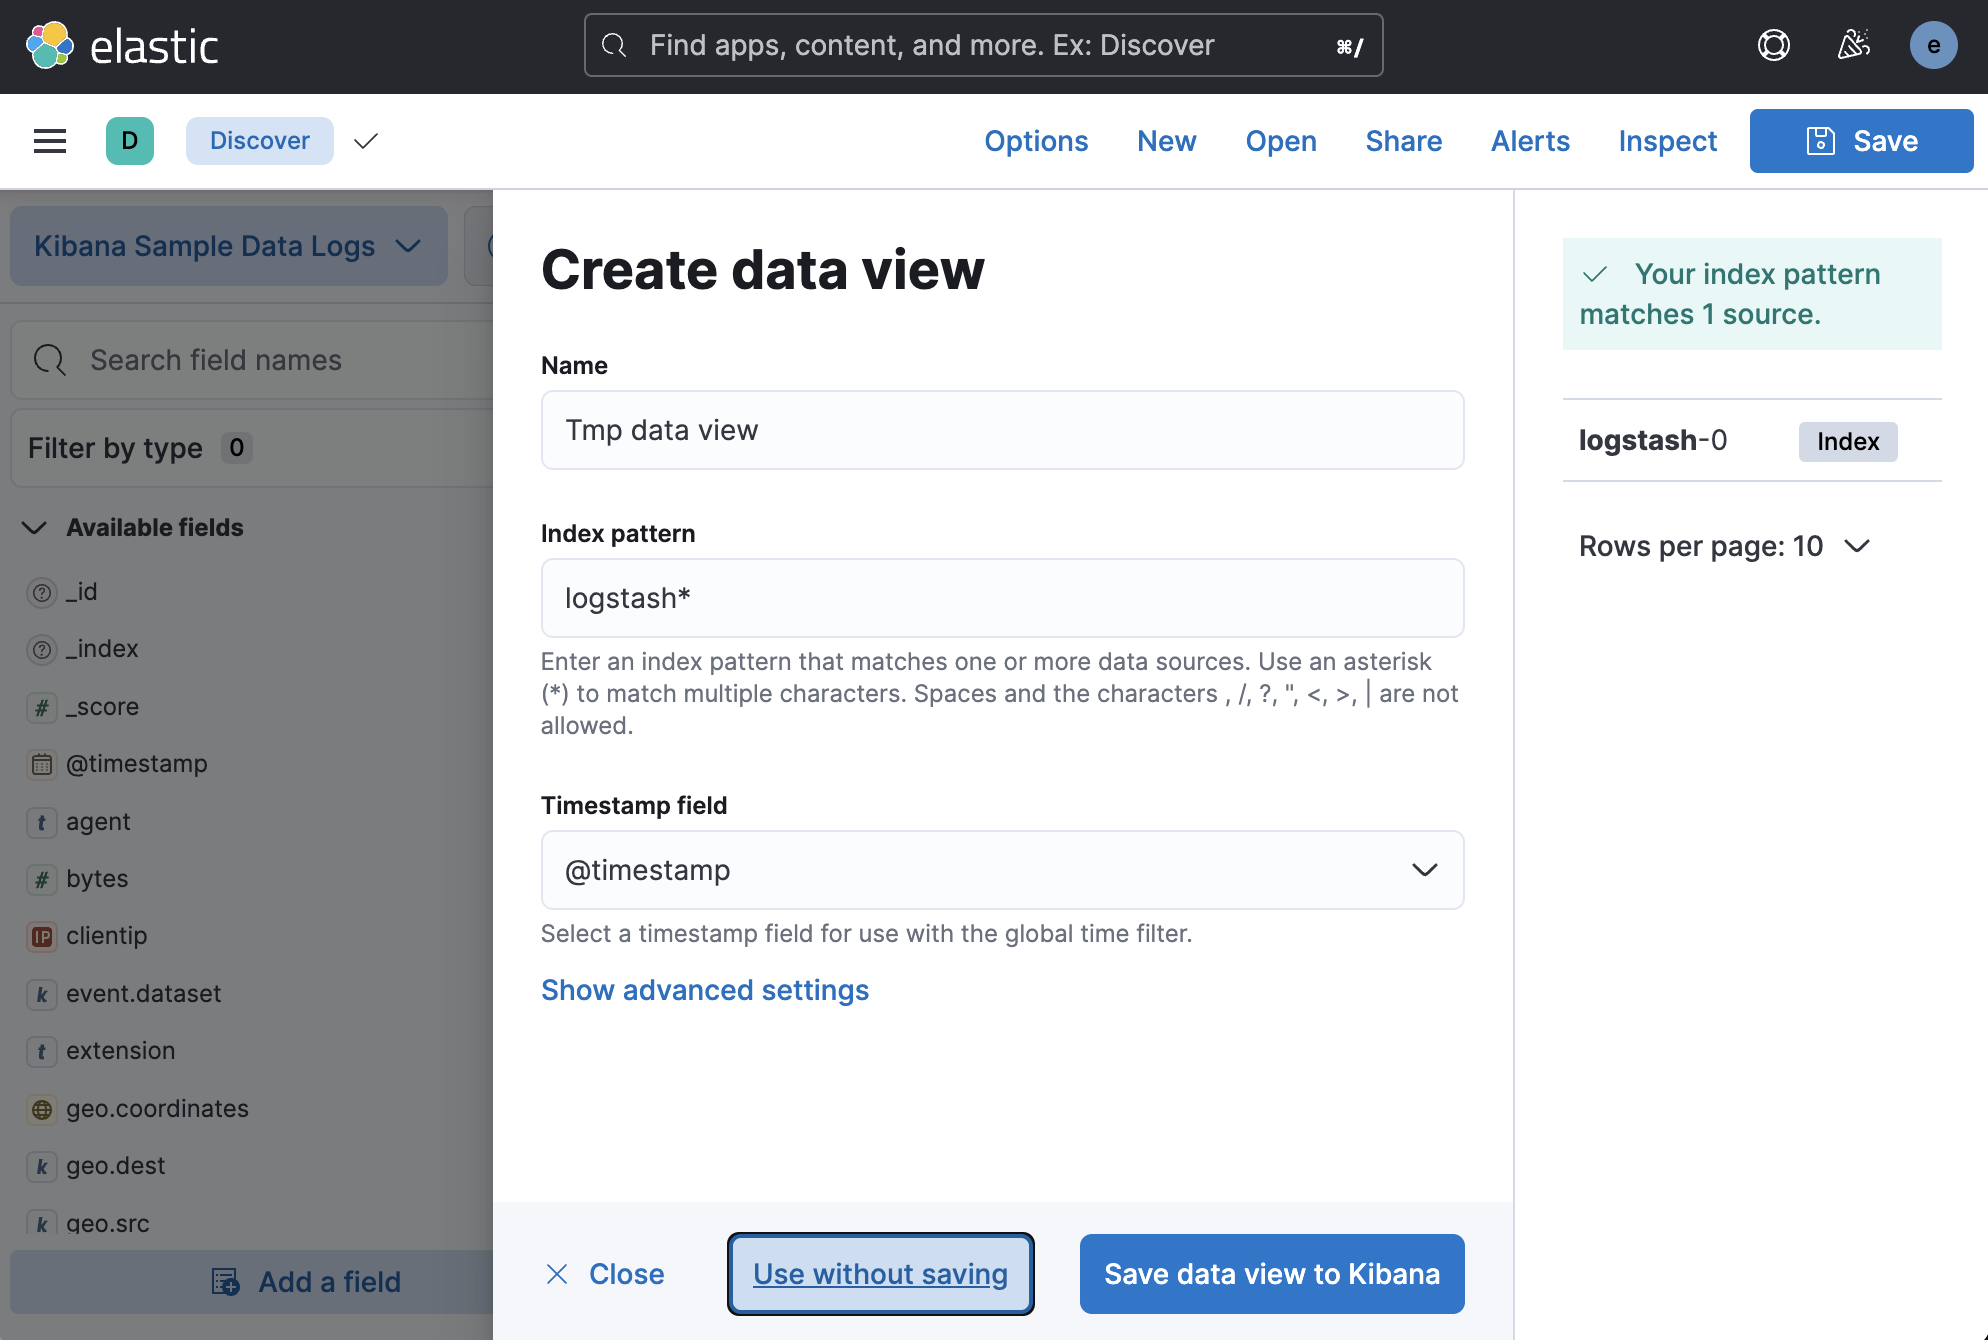 elastic
Find apps, content, and more. Ex: Discover ⌘/
e
D Discover Options New Open Share Alerts Inspect Save
Kibana Sample Data Logs
Search field names
Filter by type 0
Available fields
_id
_index
# _score
@timestamp
t agent
# bytes
IP clientip
k event.dataset
t extension
geo.coordinates
k geo.dest
k geo.src
Add a field
Create data view
Name
Tmp data view
Index pattern
logstash*
Enter an index pattern that matches one or more data sources. Use an asterisk
(*) to match multiple characters. Spaces and the characters , /, ?, ", <, >, | are not
allowed.
Timestamp field
@timestamp
Select a timestamp field for use with the global time filter.
Show advanced settings
Close Use without saving Save data view to Kibana
Your index pattern
matches 1 source.
logstash-0 Index
Rows per page: 10